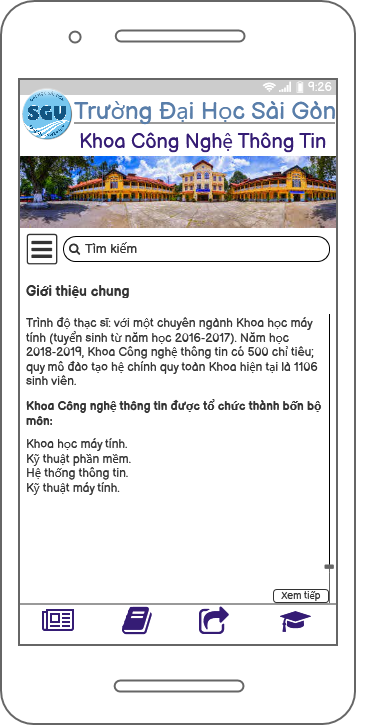 9:26
SGU
Trường Đại Học Sài Gòn
Khoa Công Nghệ Thông Tin
Tìm kiếm
Giới thiệu chung
Trình độ thạc sĩ: với một chuyên ngành Khoa học máy
tính (tuyển sinh từ năm học 2016-2017). Năm học
2018-2019, Khoa Công nghệ thông tin có 500 chỉ tiêu;
quy mô đào tạo hệ chính quy toàn Khoa hiện tại là 1106
sinh viên.
Khoa Công nghệ thông tin được tổ chức thành bốn bộ
môn:
Khoa học máy tính.
Kỹ thuật phần mềm.
Hệ thống thông tin.
Kỹ thuật máy tính.
Xem tiếp